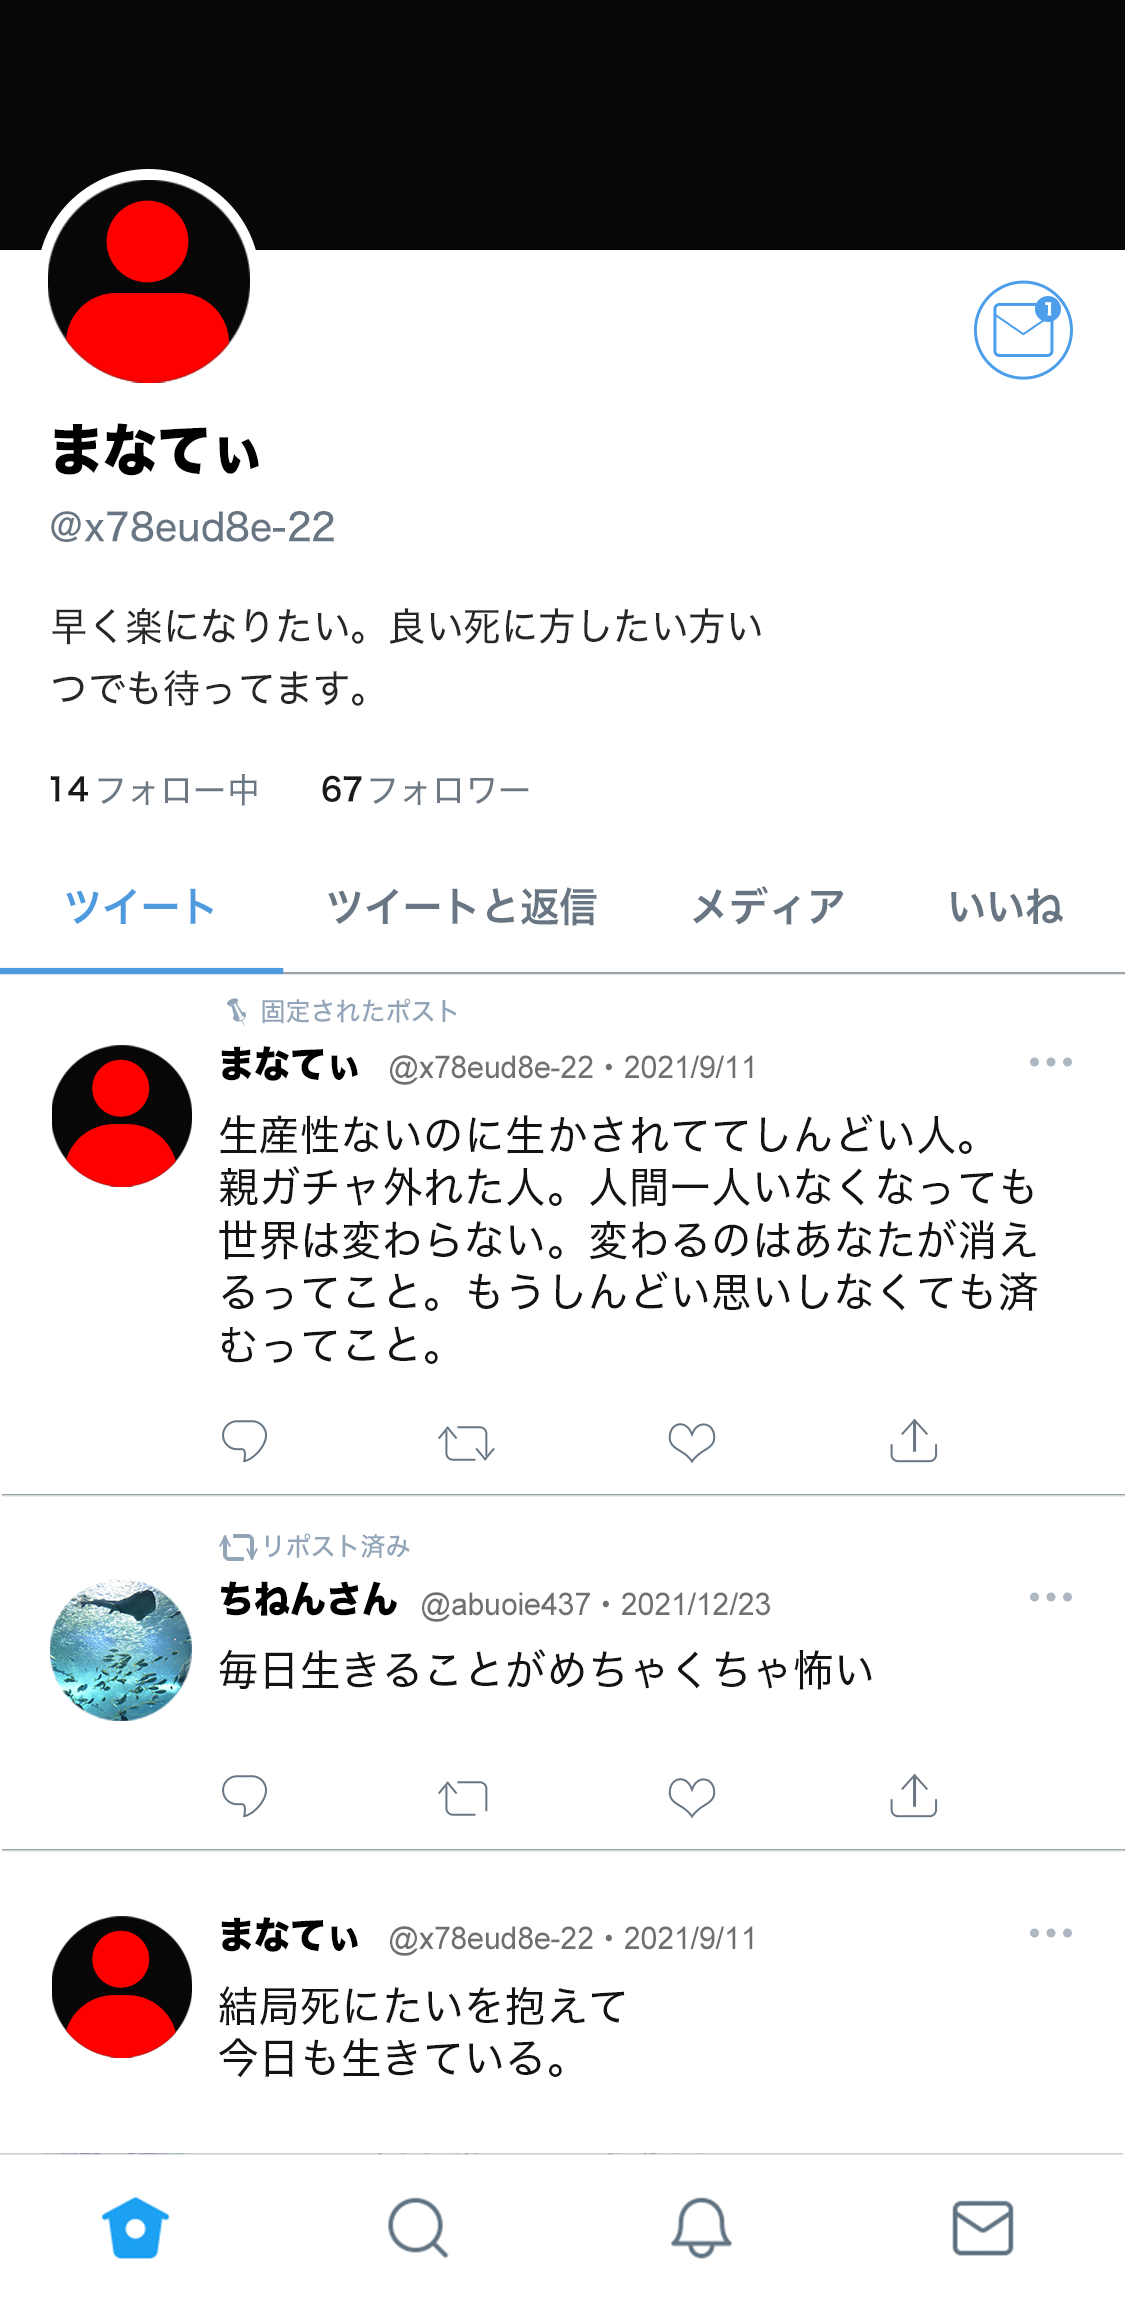 1
まなてぃ
@x78eud8e-22
早く楽になりたい。良い死に方したい方い
つでも待ってます。
14フォロー中 67フォロワー
ツイート ツイートと返信 メディア いいね
固定されたポスト
まなてぃ @x78eud8e-22・2021/9/11
生産性ないのに生かされててしんどい人。
親ガチャ外れた人。人間一人いなくなっても
世界は変わらない。変わるのはあなたが消え
るってこと。もうしんどい思いしなくても済
むってこと。
リポスト済み
ちねんさん @abuoie437・2021/12/23
毎日生きることがめちゃくちゃ怖い
まなてぃ @x78eud8e-22・2021/9/11
結局死にたいを抱えて
今日も生きている。